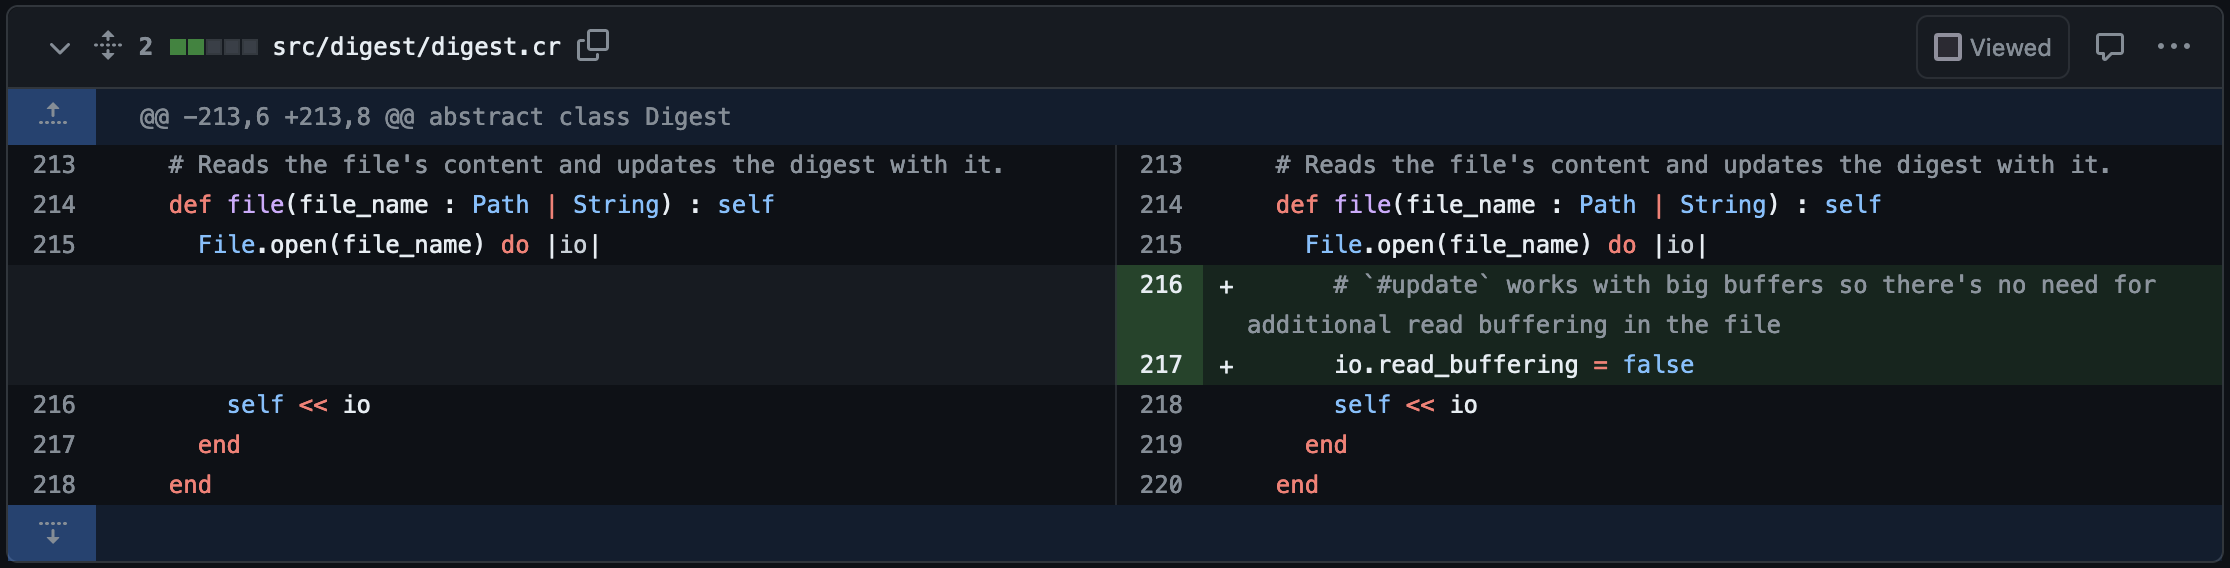 2 src/digest/digest.cr Viewed
@@ -213,6 +213,8 @@ abstract class Digest
213 # Reads the file's content and updates the digest with it.
214 def file(file_name : Path | String) : self
215 File.open(file_name) do |io|
216 self << io
217 end
218 end
213 # Reads the file's content and updates the digest with it.
214 def file(file_name : Path | String) : self
215 File.open(file_name) do |io|
216 + # `#update` works with big buffers so there's no need for
additional read buffering in the file
217 + io.read_buffering = false
218 self << io
219 end
220 end